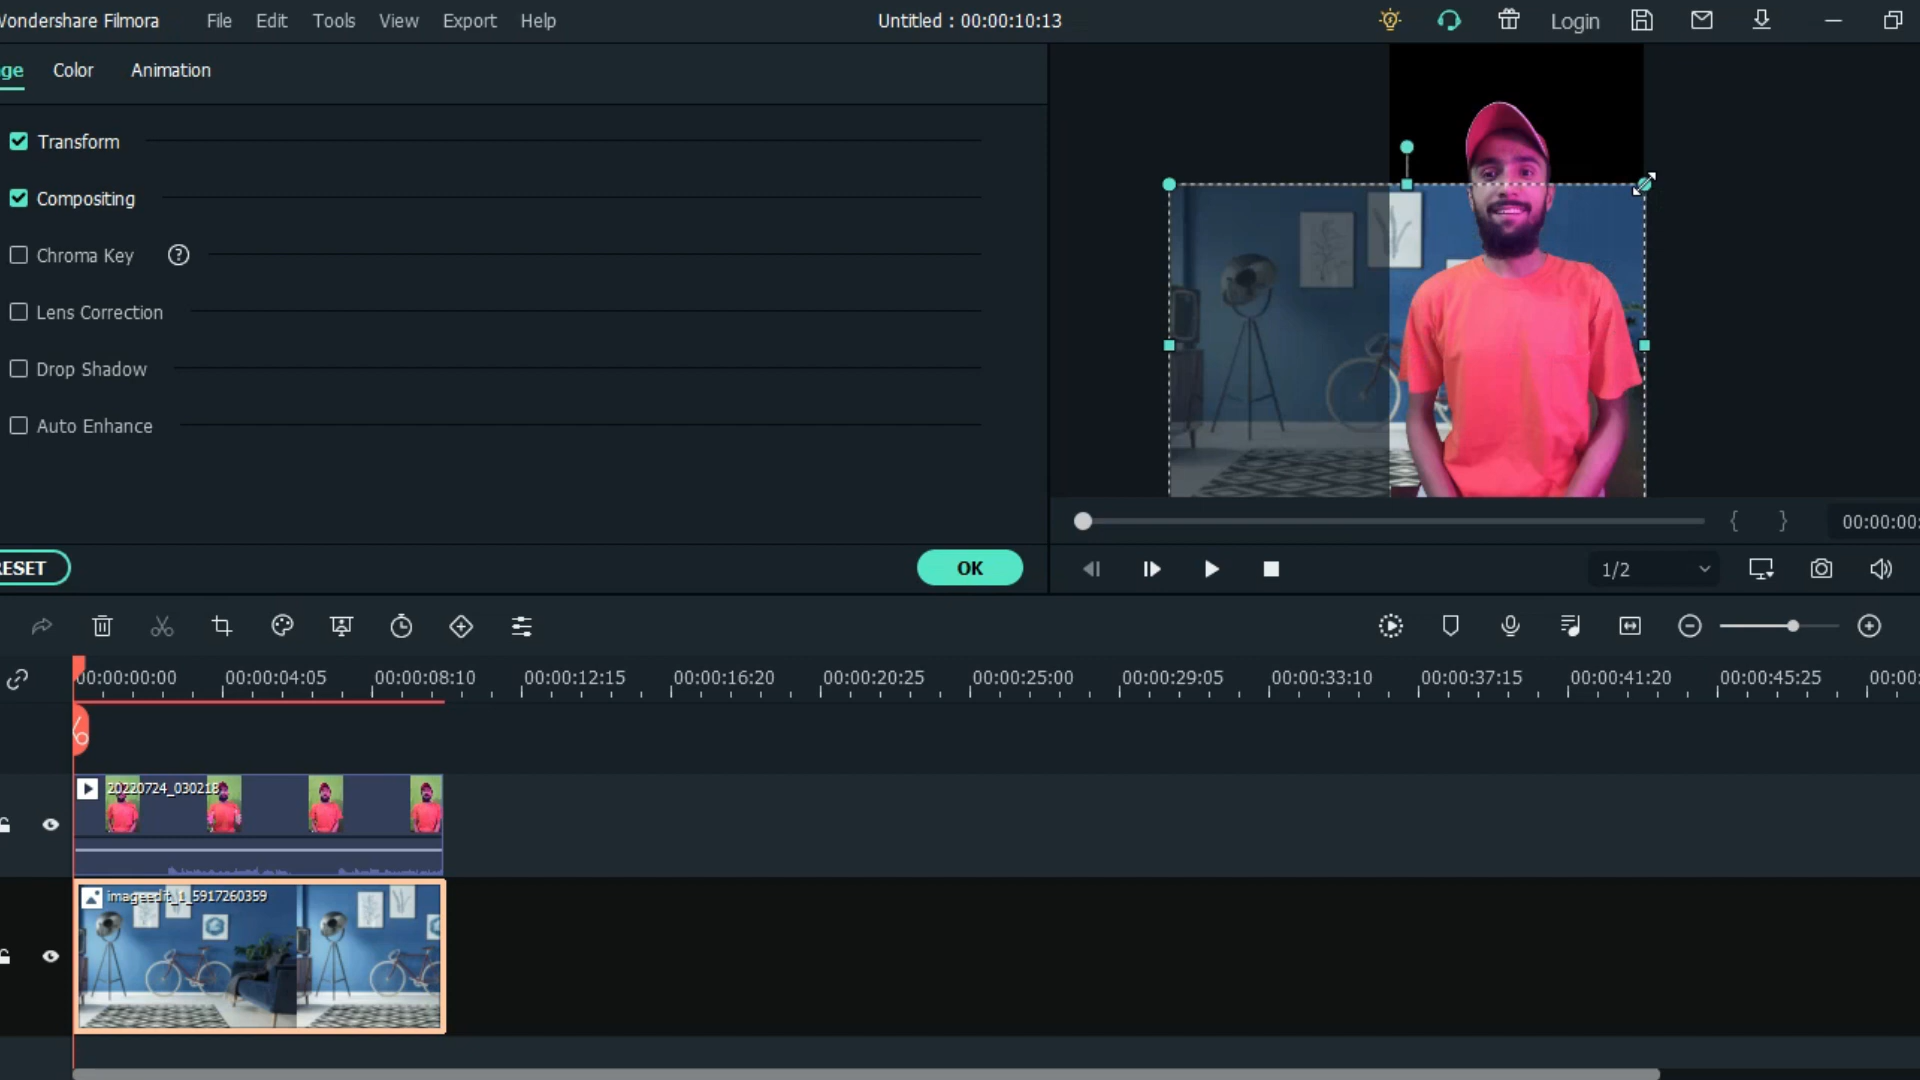 Wondershare Filmora File Edit Tools View Export Help Untitled : 00:00:10:13 Login
ge Color Animation
Transform
Compositing
Chroma Key ?
Lens Correction
Drop Shadow
Auto Enhance
{ } 00:00:00:
RESET OK 1/2
00:00:00:00 00:00:04:05 00:00:08:10 00:00:12:15 00:00:16:20 00:00:20:25 00:00:25:00 00:00:29:05 00:00:33:10 00:00:37:15 00:00:41:20 00:00:45:25 00:00:
20220724_030218
imageedit_1_5917260359